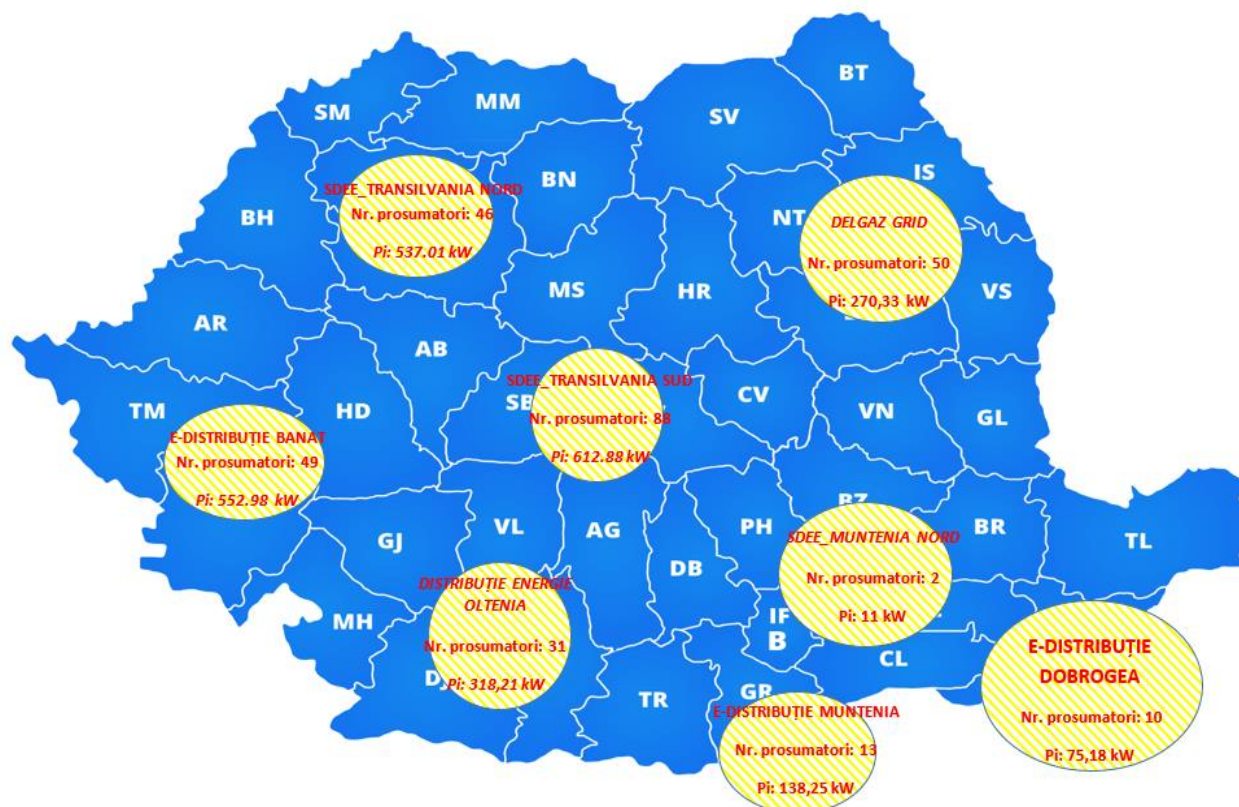 BT
MM
SM
SV
SDEE_TRANSILVANIA NORD
Nr. prosumatori: 46
Pi: 537.01 kW
BN
IS
NT
BH
DELGAZ GRID
Nr. prosumatori: 50
Pi: 270,33 kW
MS
HR
VS
AR
AB
SDEE_TRANSILVANIA SUD
Nr. prosumatori: 88
Pi: 612.88 kW
SB
CV
VN
GL
TM
HD
E-DISTRIBUȚIE BANAT
Nr. prosumatori: 49
Pi: 552.98 kW
GJ
VL
AG
DB
PH
BZ
SDEE_MUNTENIA NORD
Nr. prosumatori: 2
Pi: 11 kW
BR
TL
MH
DISTRIBUȚIE ENERGIE
OLTENIA
Nr. prosumatori: 31
Pi: 318,21 kW
IF
B
CL
E-DISTRIBUȚIE
DOBROGEA
Nr. prosumatori: 10
Pi: 75,18 kW
TR
GR
E-DISTRIBUȚIE MUNTENIA
Nr. prosumatori: 13
Pi: 138,25 kW